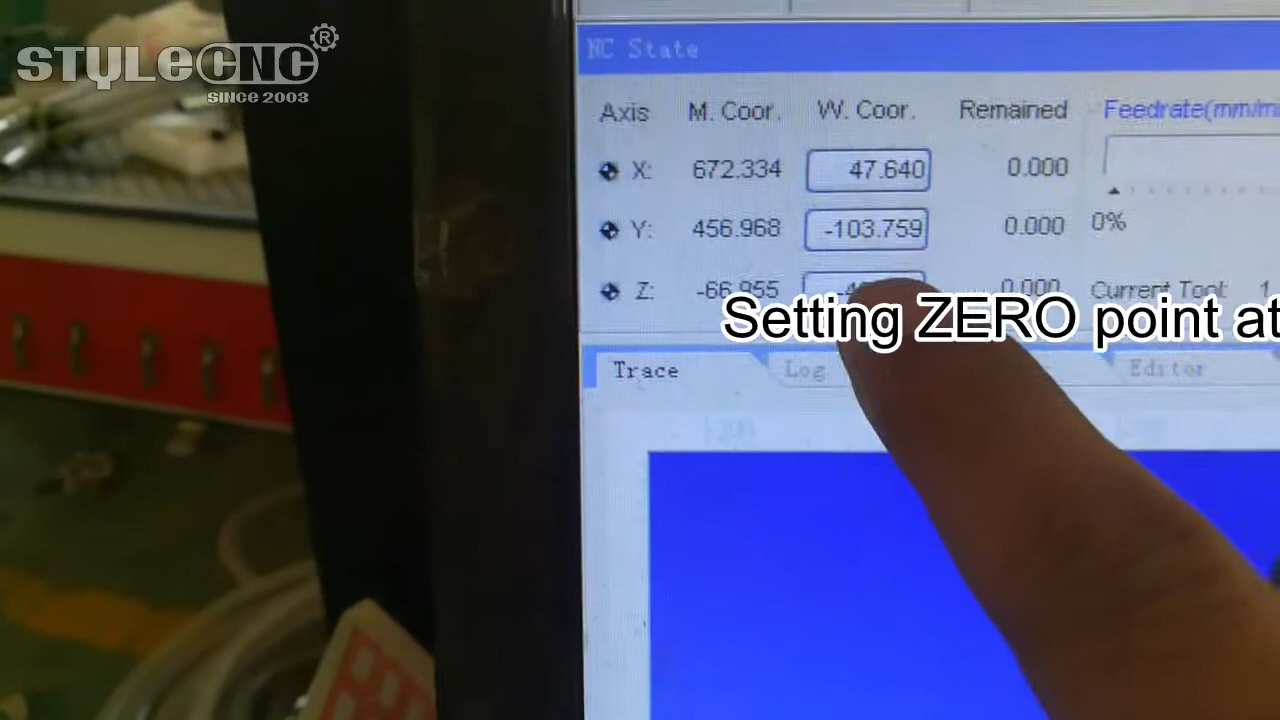 STYLECNC®
SINCE 2003
NC State
Axis M. Coor. W. Coor. Remained Feedrate(mm/m
X: 672.334 47.640 0.000
Y: 456.968 -103.759 0.000 0%
Z: -66.955 0.000 Current Tool: 1
Setting ZERO point at
Trace Log Editor